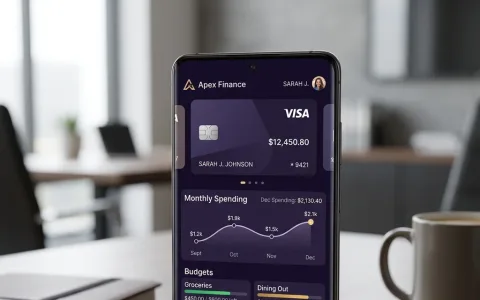 Apex Finance
SARAH J.
VISA
$12,450.80
SARAH J. JOHNSON
• 9421
Monthly Spending
Dec Spending: $2,130.40
$1.2k
$1.8k
$1.5k
$2.1k
Sept
Oct
Nov
Dec
Budgets
Groceries
Dining Out